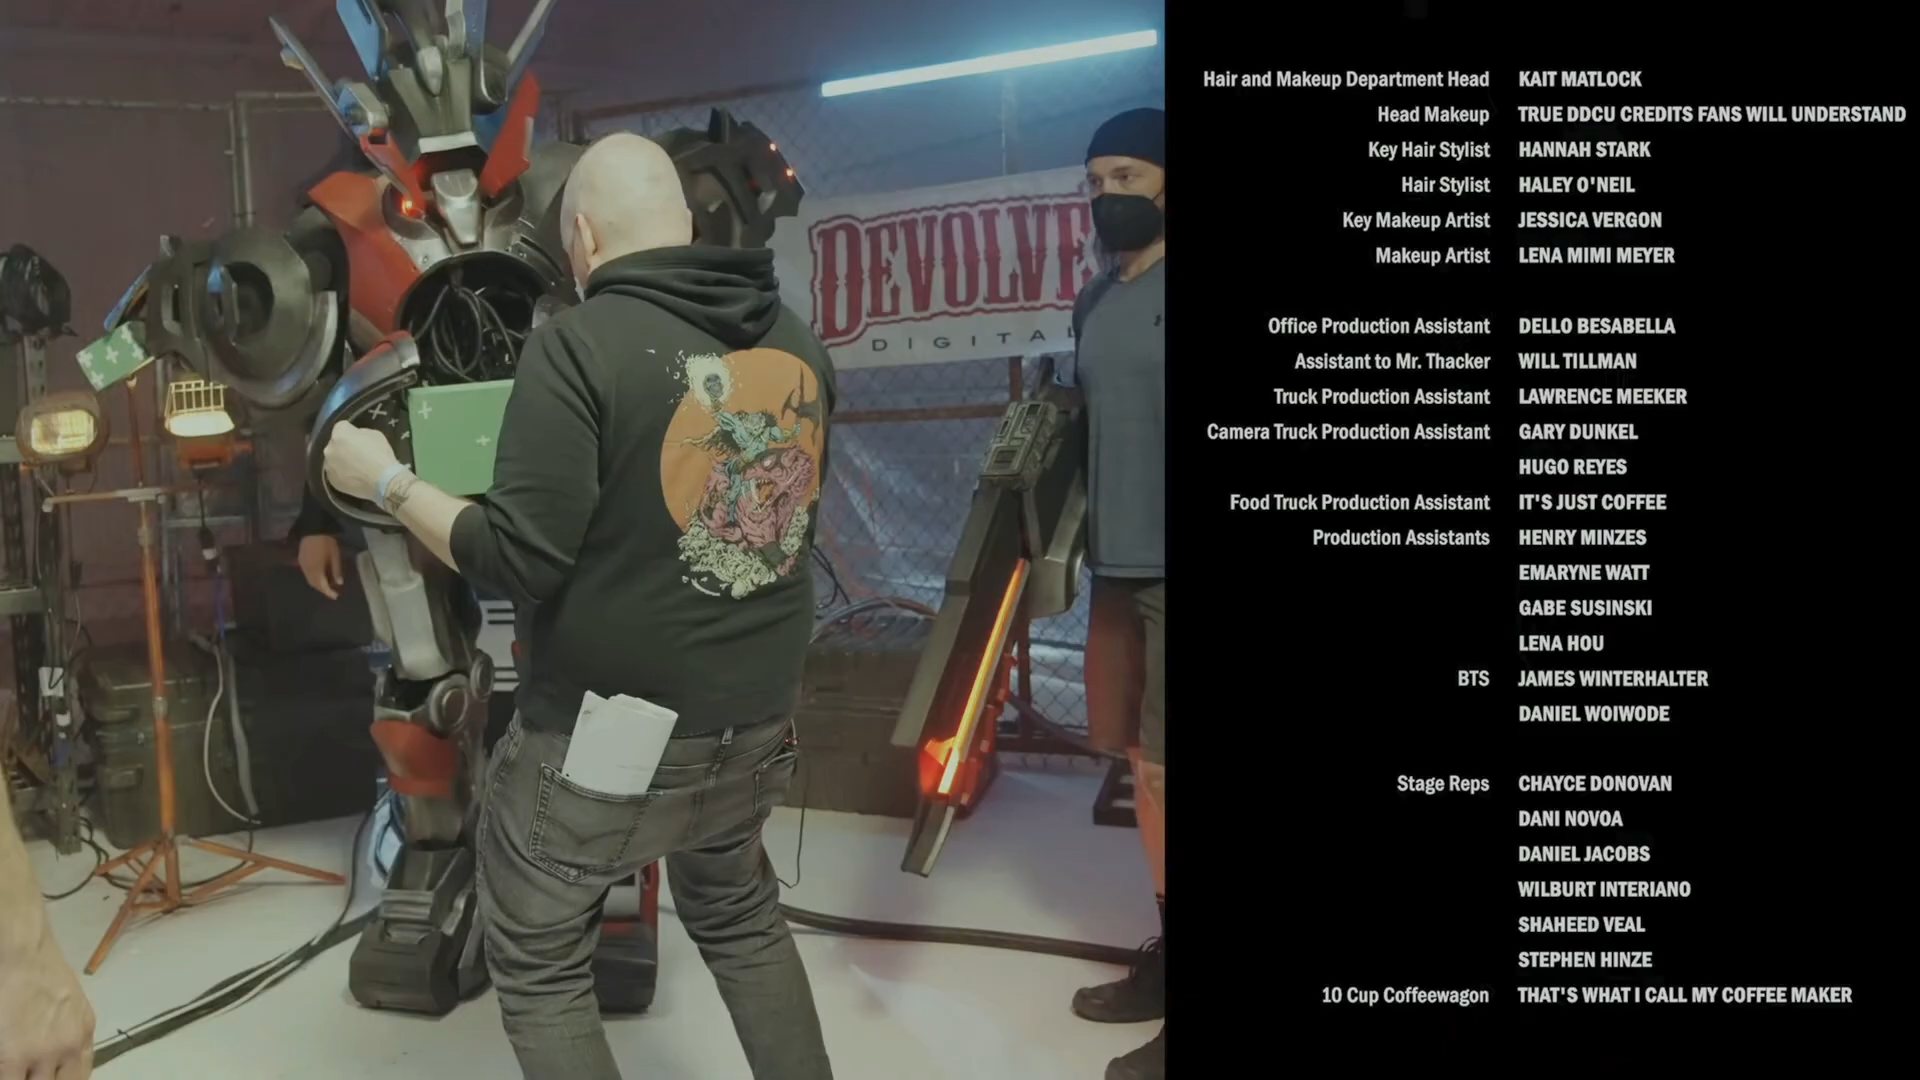 DEVOLVE
DIGITAL
Hair and Makeup Department Head KAIT MATLOCK
Head Makeup TRUE DDCU CREDITS FANS WILL UNDERSTAND
Key Hair Stylist HANNAH STARK
Hair Stylist HALEY O'NEIL
Key Makeup Artist JESSICA VERGON
Makeup Artist LENA MIMI MEYER
Office Production Assistant DELLO BESABELLA
Assistant to Mr. Thacker WILL TILLMAN
Truck Production Assistant LAWRENCE MEEKER
Camera Truck Production Assistant GARY DUNKEL
HUGO REYES
Food Truck Production Assistant IT'S JUST COFFEE
Production Assistants HENRY MINZES
EMARYNE WATT
GABE SUSINSKI
LENA HOU
BTS JAMES WINTERHALTER
DANIEL WOIWODE
Stage Reps CHAYCE DONOVAN
DANI NOVOA
DANIEL JACOBS
WILBURT INTERIANO
SHAHEED VEAL
STEPHEN HINZE
10 Cup Coffeewagon THAT'S WHAT I CALL MY COFFEE MAKER